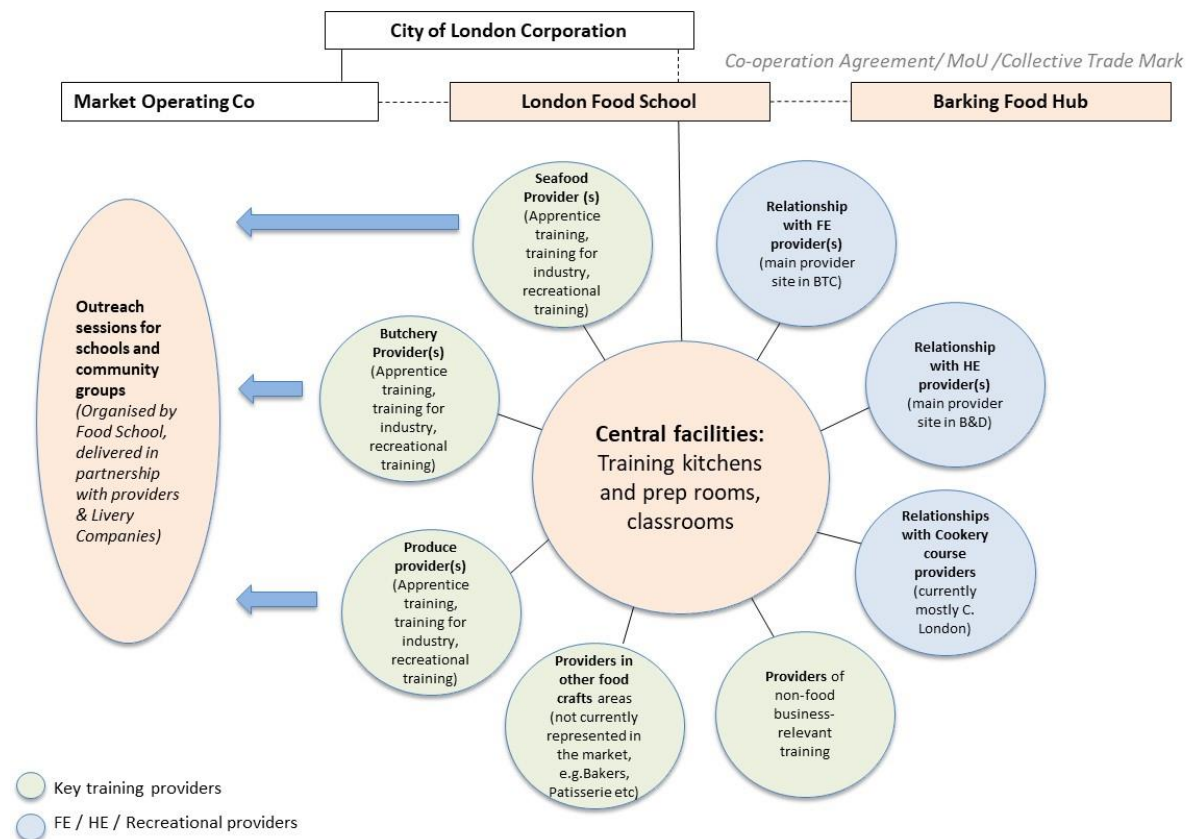 City of London Corporation
Co-operation Agreement/ MoU /Collective Trade Mark
Market Operating Co
London Food School
Barking Food Hub
Seafood
Provider (s)
(Apprentice
training,
training for
industry,
recreational
training)
Relationship
with FE
provider(s)
(main provider
site in BTC)
Outreach
sessions for
schools and
community
groups
(Organised by
Food School,
delivered in
partnership
with providers
& Livery
Companies)
Butchery
Provider(s)
(Apprentice
training,
training for
industry,
recreational
training)
Relationship
with HE
provider(s)
(main provider
site in B&D)
Central facilities:
Training kitchens
and prep rooms,
classrooms
Relationships
with Cookery
course
providers
(currently
mostly C.
London)
Produce
provider(s)
(Apprentice
training,
training for
industry,
recreational
training)
Providers in
other food
crafts areas
(not currently
represented in
the market,
e.g.Bakers,
Patisserie etc)
Providers of
non-food
business-
relevant
training
Key training providers
FE / HE / Recreational providers